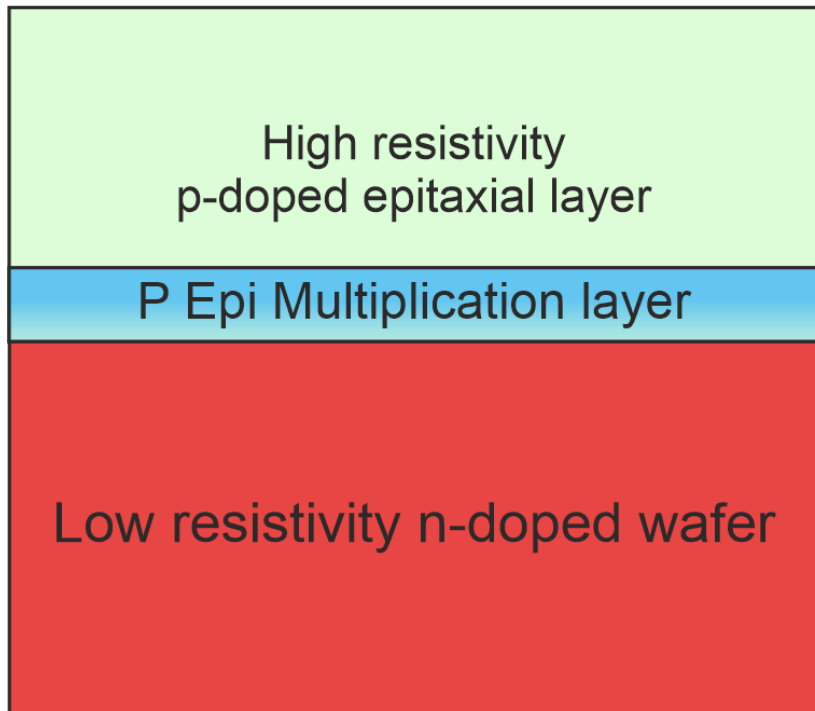 High resistivity
p-doped epitaxial layer
P Epi Multiplication layer
Low resistivity n-doped wafer